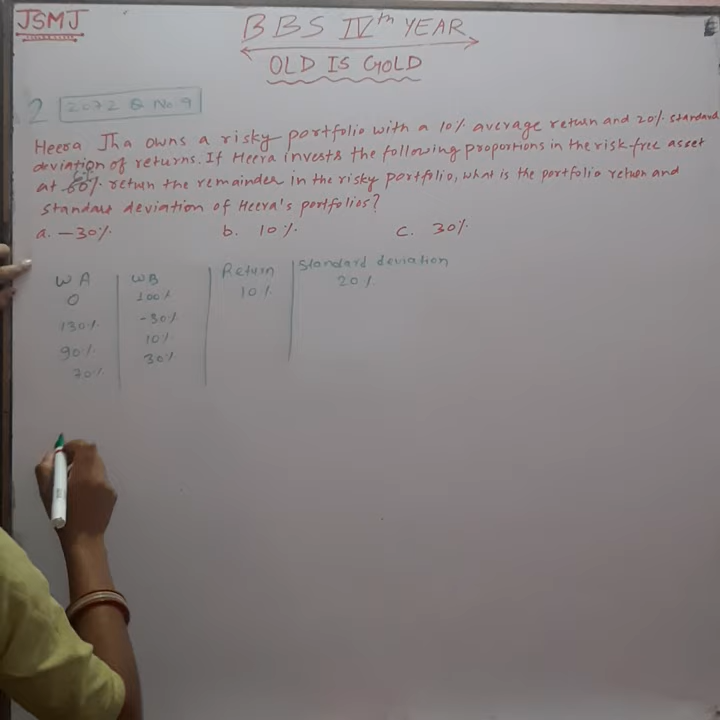 JSMJ
BBS IVth YEAR
OLD IS GOLD
2 2072 Q No. 9
Heera Jha owns a risky portfolio with a 10% average return and 20% standard
deviation of returns. If Heera invests the following proportions in the risk-free asset
at return the remainder in the risky portfolio, what is the portfolio return and
standard deviation of Heera's portfolios?
a. -30% b. 10% c. 30%
WA WB Return Standard deviation
0 100% 10% 20%
130% -30%
90% 10%
70% 30%